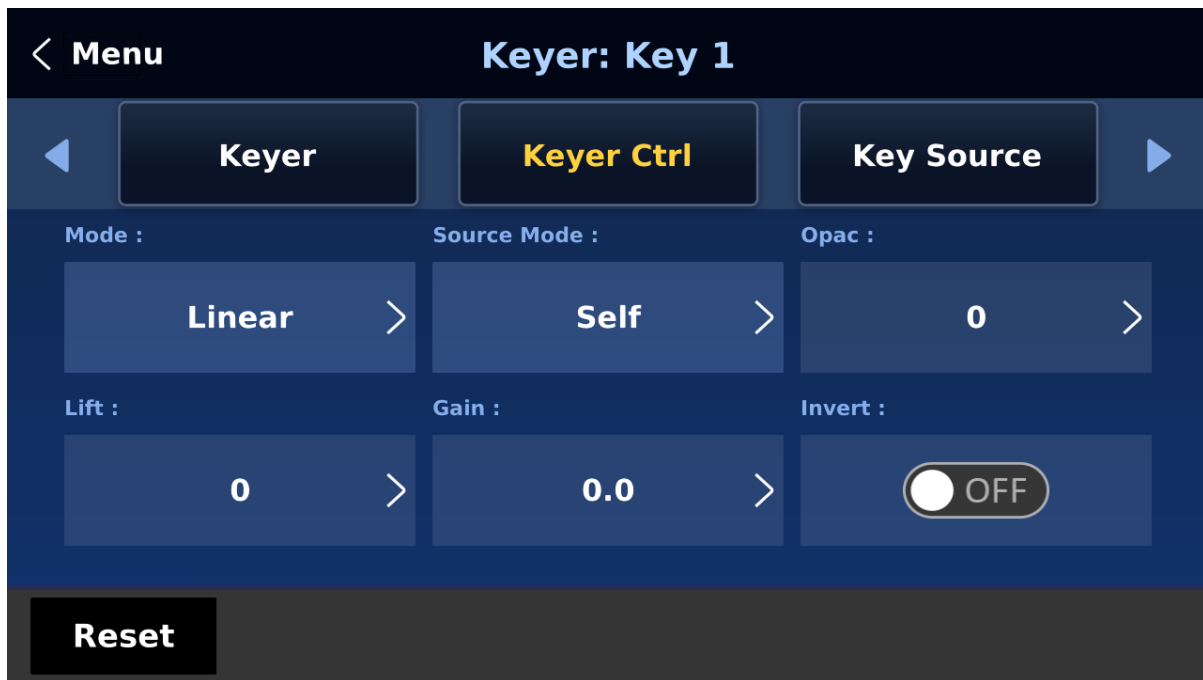 Menu
Keyer: Key 1
Keyer
Keyer Ctrl
Key Source
Mode :
Source Mode :
Opac :
Linear
Self
0
Lift :
Gain :
Invert :
0
0.0
OFF
Reset